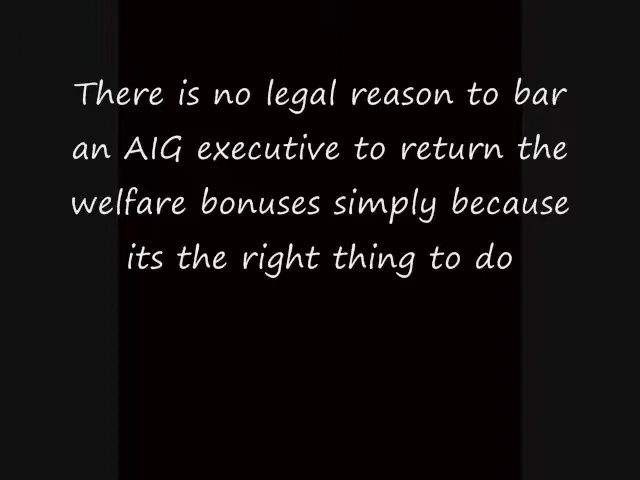 There is no legal reason to bar
an AIG executive to return the
welfare bonuses simply because
its the right thing to do